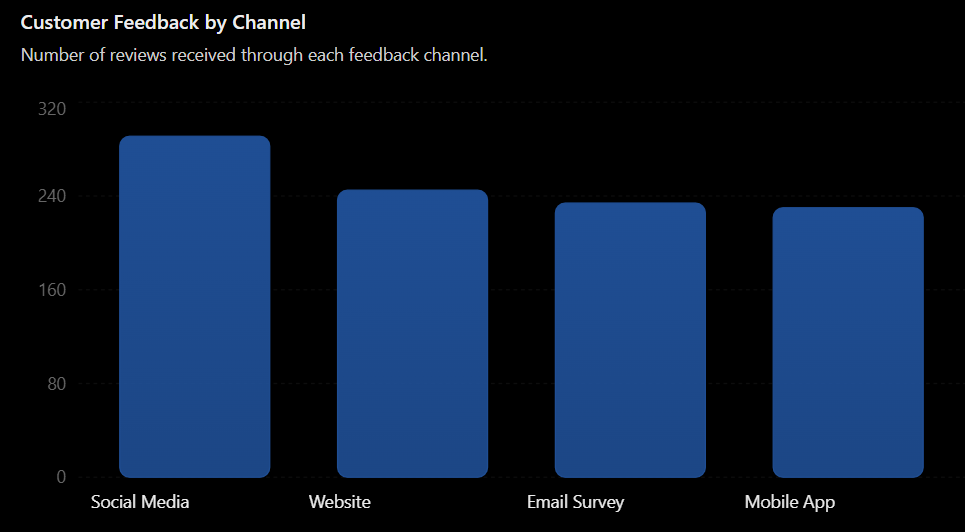 Customer Feedback by Channel
Number of reviews received through each feedback channel.
320
240
160
80
0
Social Media
Website
Email Survey
Mobile App